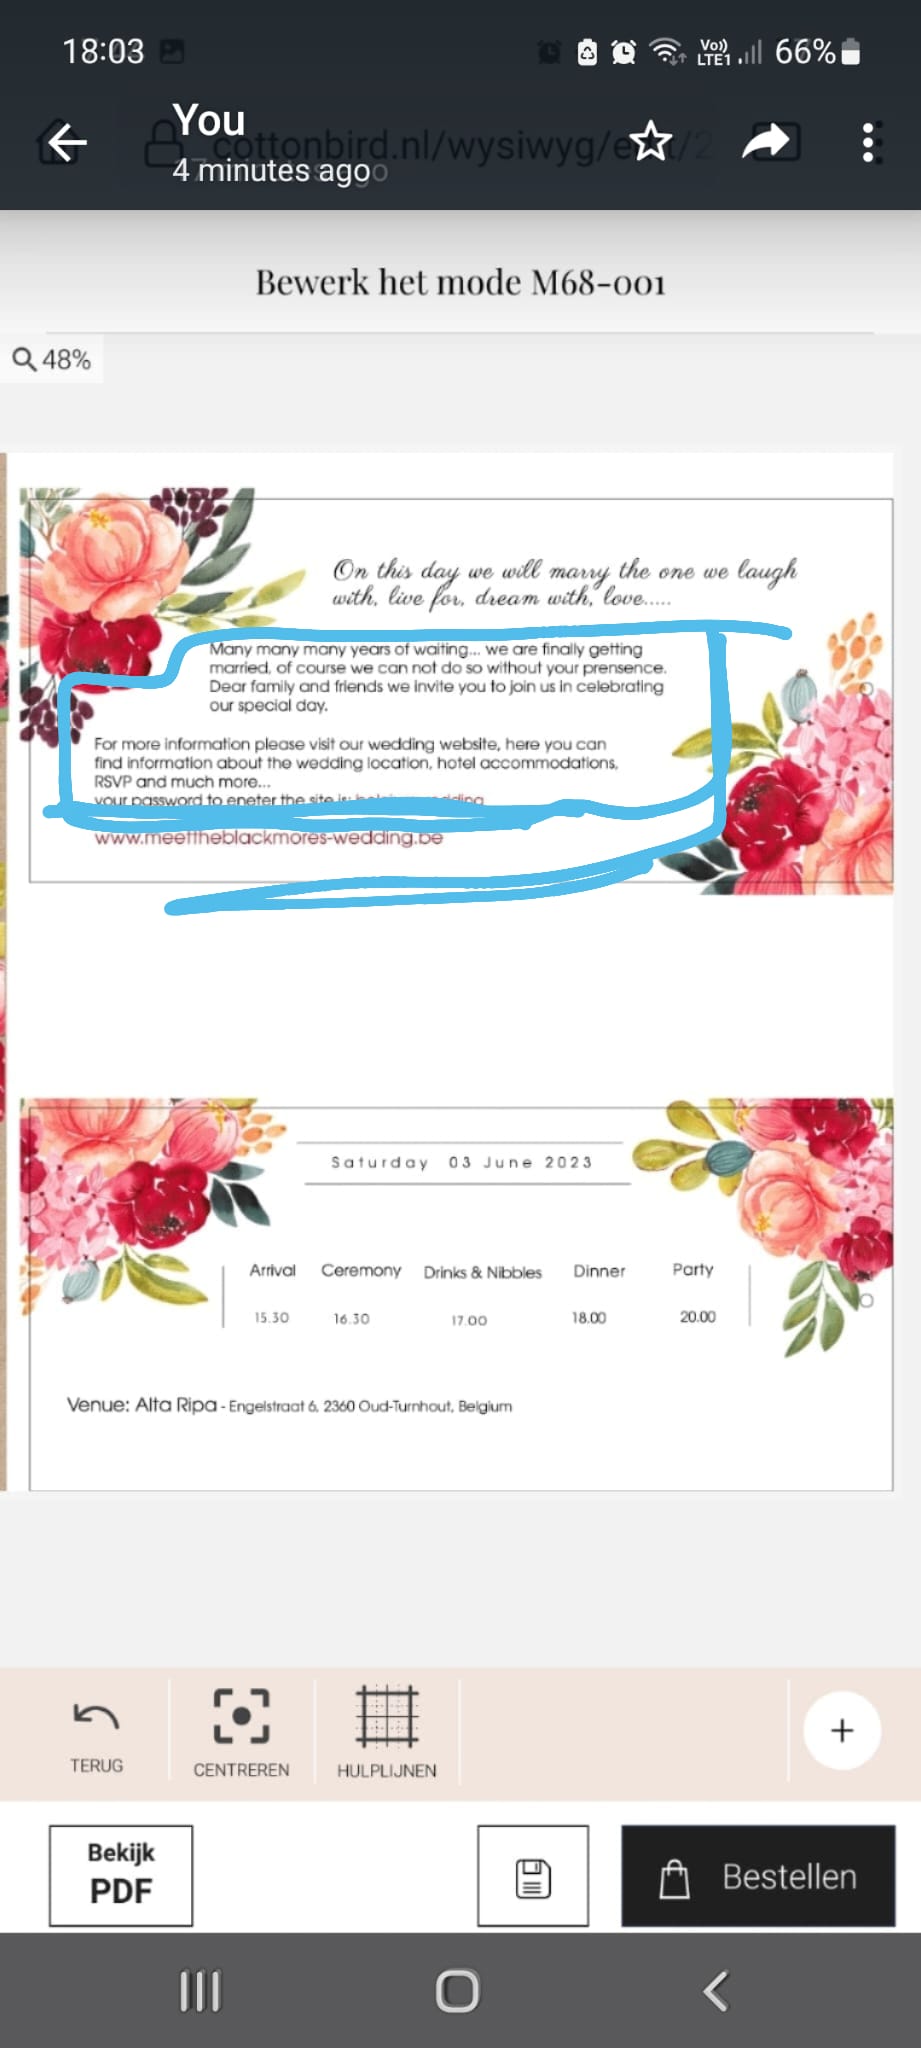 18:03
Vo))
LTE1
66%
You
cottonbird.nl/wysiwyg/e
4 minutes ago
Bewerk het mode M68-001
48%
On this day we will marry the one we laugh
with, live for, dream with, love.....
Many many many years of waiting... we are finally getting
married, of course we can not do so without your prensence.
Dear family and friends we invite you to join us in celebrating
our special day.
For more information please visit our wedding website, here you can
find information about the wedding location, hotel accommodations,
RSVP and much more...
your password to eneter the site is:
www.meettheblackmores-wedding.be
Saturday 03 June 2023
Arrival Ceremony Drinks & Nibbles Dinner Party
15.30 16.30 17.00 18.00 20.00
Venue: Alta Ripa - Engelstraat 6, 2360 Oud-Turnhout, Belgium
TERUG
CENTREREN
HULPLIJNEN
+
Bekijk
PDF
Bestellen